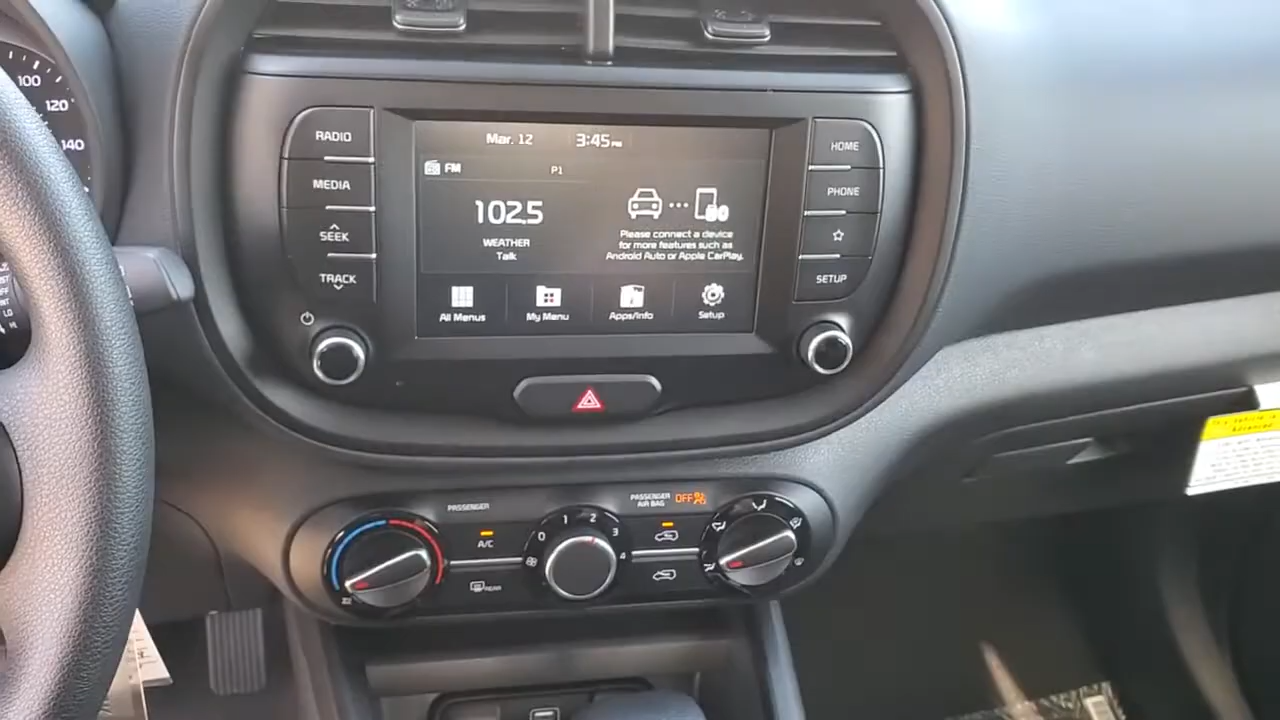 100
120
140
RADIO
MEDIA
SEEK
TRACK
Mar. 12 3:45 PM
FM P1
102.5
WEATHER
Talk
Please connect a device
for more features such as
Android Auto or Apple CarPlay.
All Menus My Menu Apps/Info Setup
HOME
PHONE
SETUP
PASSENGER
A/C
REAR
0 1 2 3 4
PASSENGER
AIR BAG OFF